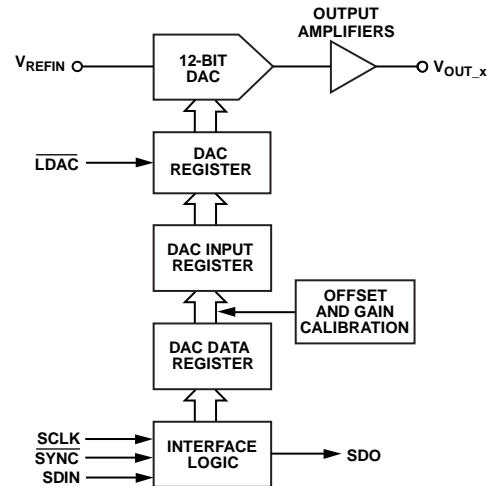 OUTPUT
AMPLIFIERS
VREFIN
12-BIT
DAC
VOUT_x
LDAC
DAC
REGISTER
DAC INPUT
REGISTER
OFFSET
AND GAIN
CALIBRATION
DAC DATA
REGISTER
SCLK
SYNC
SDIN
INTERFACE
LOGIC
SDO